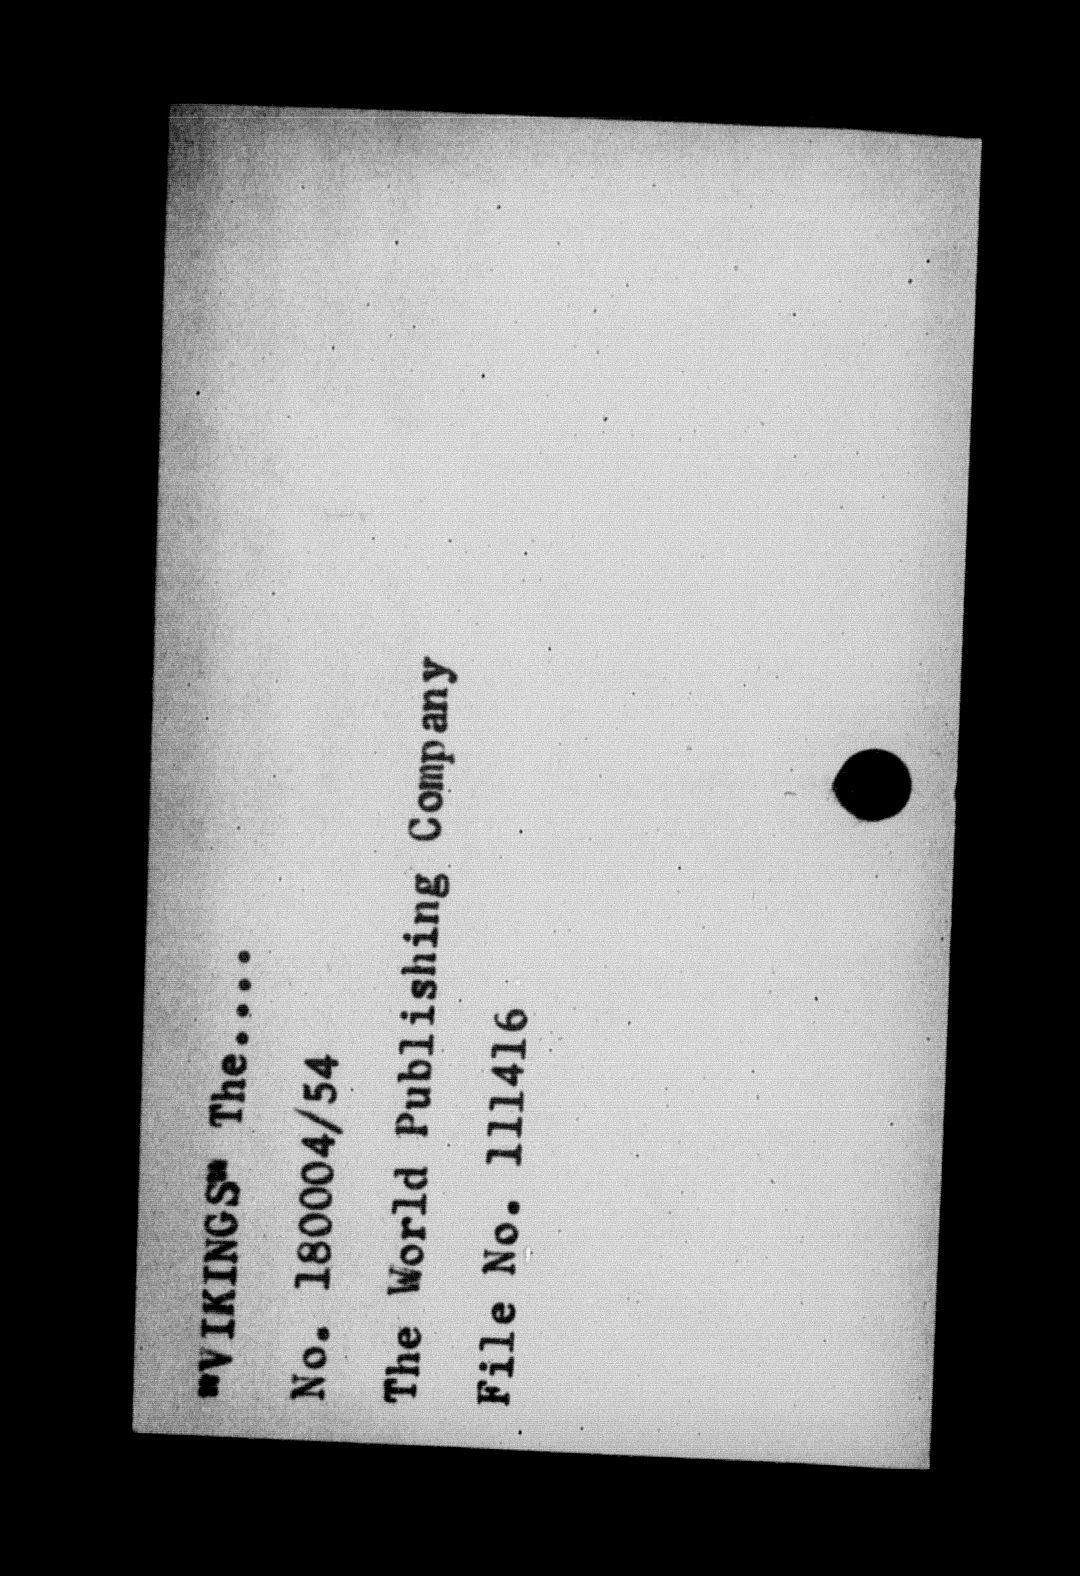 "VIKINGS" The....
No. 180004/54
The World Publishing Company
File No. 111416